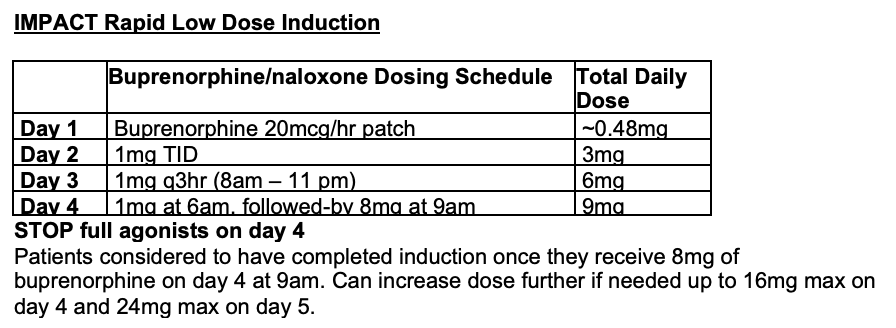 IMPACT Rapid Low Dose Induction
Buprenorphine/naloxone Dosing Schedule Total Daily Dose
Day 1 Buprenorphine 20mcg/hr patch ~0.48mg
Day 2 1mg TID 3mg
Day 3 1mg q3hr (8am – 11 pm) 6mg
Day 4 1mg at 6am, followed-by 8mg at 9am 9mg
STOP full agonists on day 4
Patients considered to have completed induction once they receive 8mg of
buprenorphine on day 4 at 9am. Can increase dose further if needed up to 16mg max on
day 4 and 24mg max on day 5.